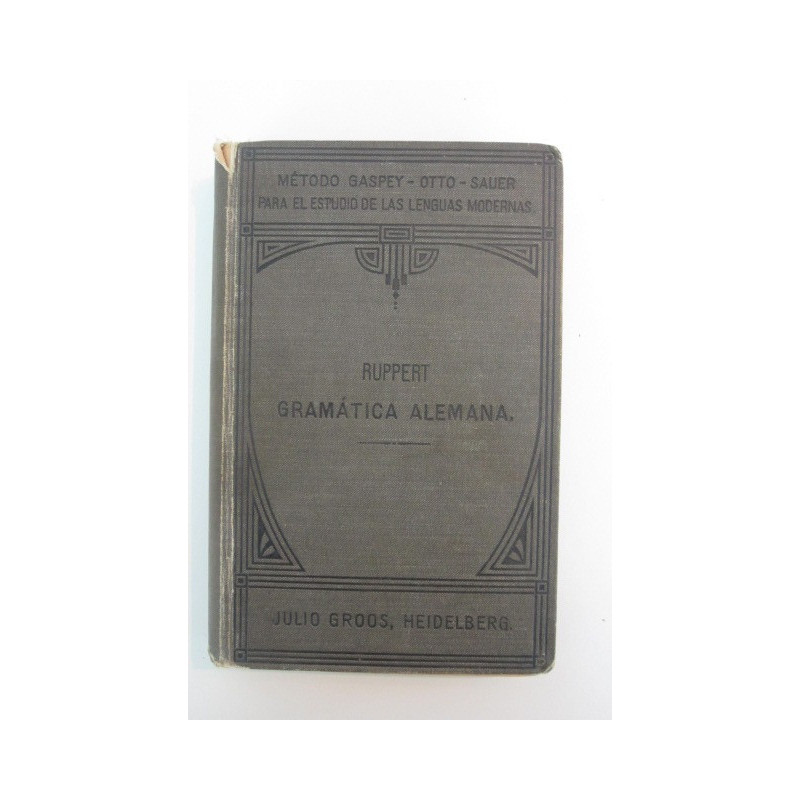 MÉTODO GASPEY - OTTO - SAUER
PARA EL ESTUDIO DE LAS LENGUAS MODERNAS.
RUPPERT
GRAMÁTICA ALEMANA.
JULIO GROOS, HEIDELBERG.